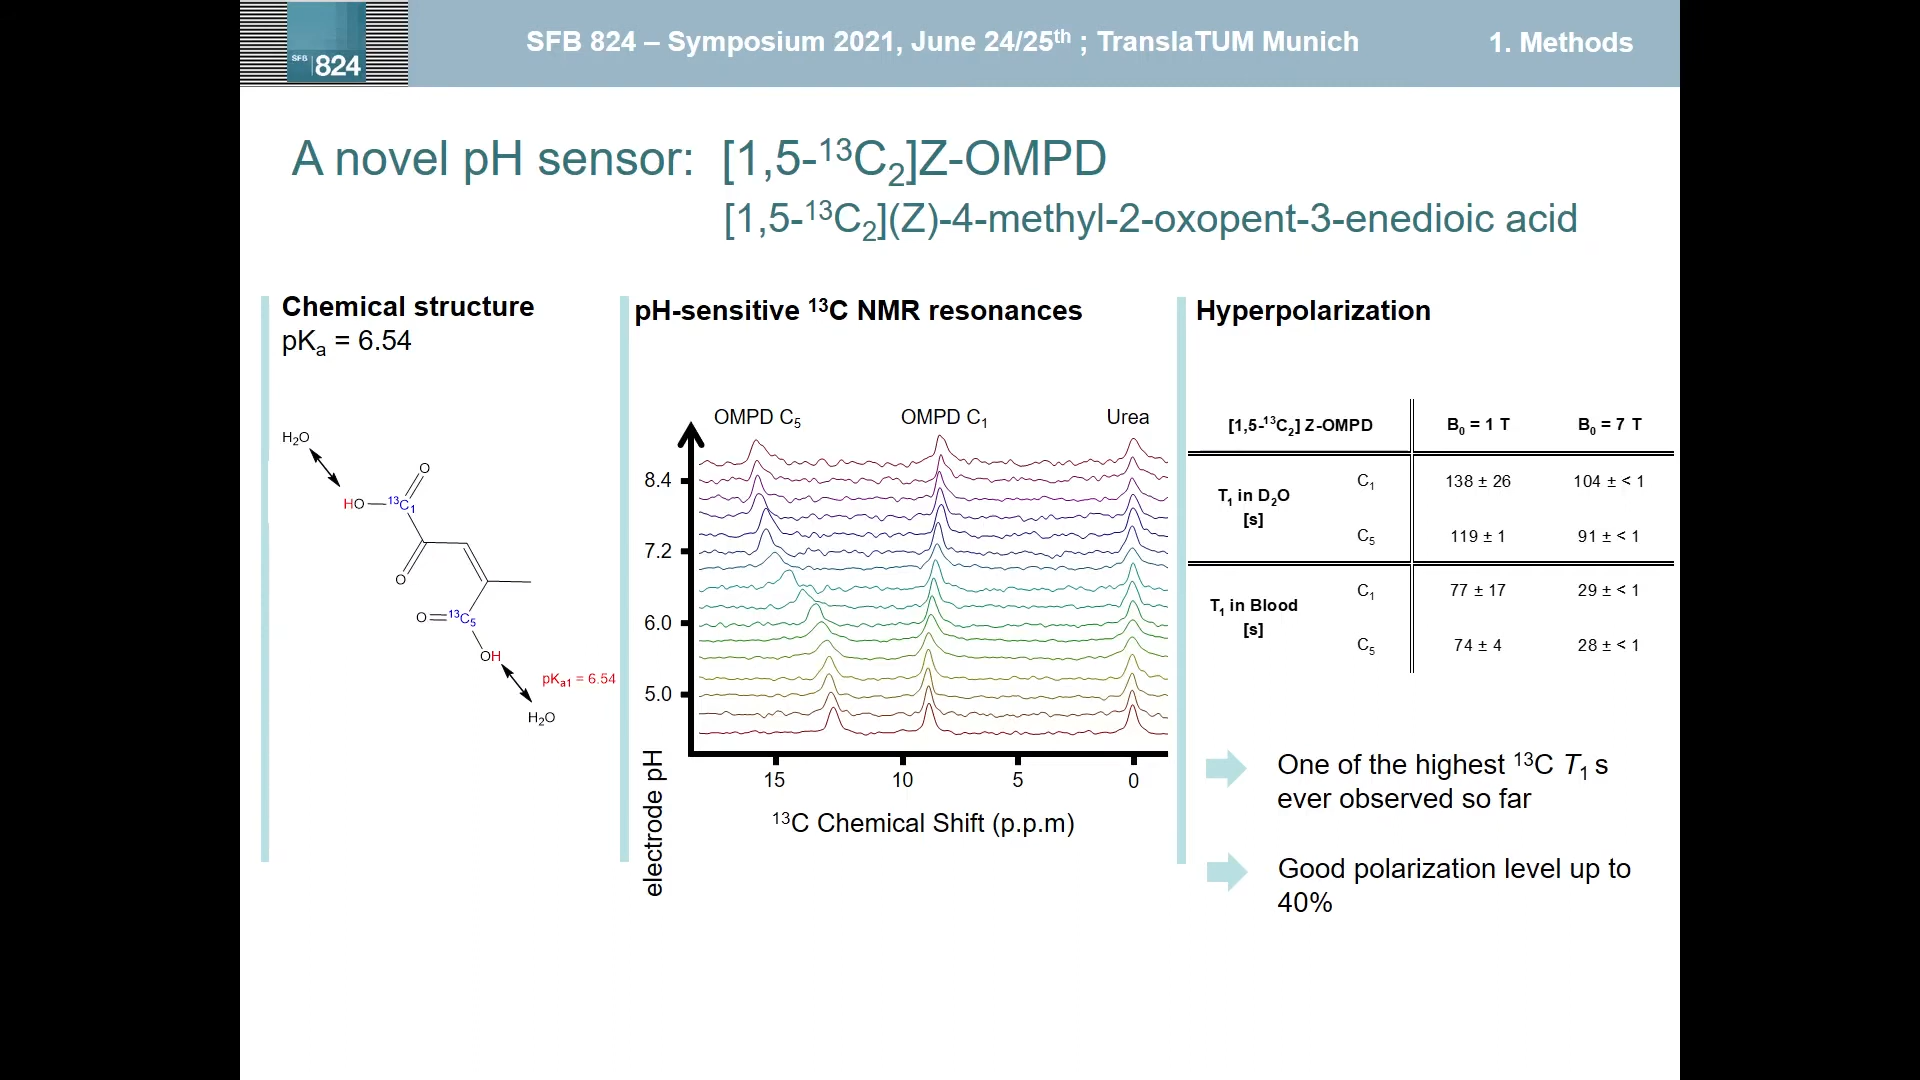 SFB 824
SFB 824 – Symposium 2021, June 24/25th ; TranslaTUM Munich
1. Methods
A novel pH sensor: [1,5-¹³C₂]Z-OMPD
[1,5-¹³C₂](Z)-4-methyl-2-oxopent-3-enedioic acid
Chemical structure
pKₐ = 6.54
H₂O
O
HO
¹³C₁
O
O
¹³C₅
OH
pKₐ₁ = 6.54
H₂O
pH-sensitive ¹³C NMR resonances
OMPD C₅
OMPD C₁
Urea
8.4
7.2
6.0
5.0
electrode pH
15
10
5
0
¹³C Chemical Shift (p.p.m)
Hyperpolarization
[1,5-¹³C₂] Z-OMPD
B₀ = 1 T
B₀ = 7 T
T₁ in D₂O
[s]
C₁
138 ± 26
104 ± < 1
C₅
119 ± 1
91 ± < 1
T₁ in Blood
[s]
C₁
77 ± 17
29 ± < 1
C₅
74 ± 4
28 ± < 1
One of the highest ¹³C T₁ s
ever observed so far
Good polarization level up to
40%